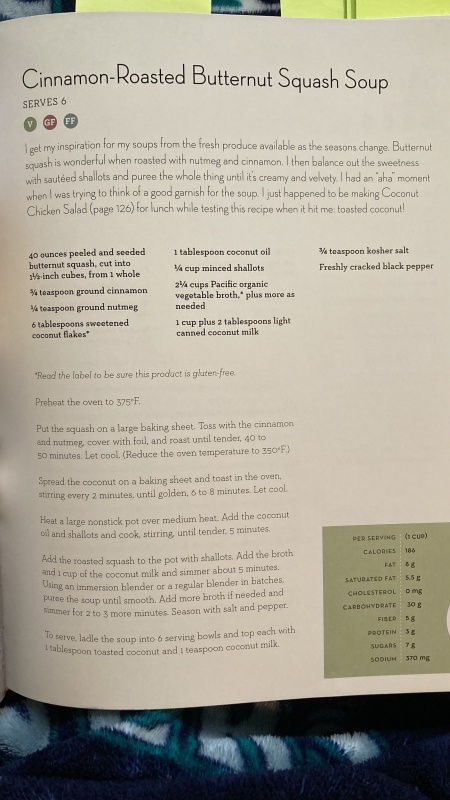 Cinnamon-Roasted Butternut Squash Soup
SERVES 6
V GF FF
I get my inspiration for my soups from the fresh produce available as the seasons change. Butternut
squash is wonderful when roasted with nutmeg and cinnamon. I then balance out the sweetness
with sautéed shallots and puree the whole thing until it's creamy and velvety. I had an "aha" moment
when I was trying to think of a good garnish for the soup. I just happened to be making Coconut
Chicken Salad (page 126) for lunch while testing this recipe when it hit me: toasted coconut!
40 ounces peeled and seeded
butternut squash, cut into
1½-inch cubes, from 1 whole
¾ teaspoon ground cinnamon
¼ teaspoon ground nutmeg
6 tablespoons sweetened
coconut flakes*
1 tablespoon coconut oil
¼ cup minced shallots
2¼ cups Pacific organic
vegetable broth,* plus more as
needed
1 cup plus 2 tablespoons light
canned coconut milk
¾ teaspoon kosher salt
Freshly cracked black pepper
*Read the label to be sure this product is gluten-free.
Preheat the oven to 375°F.
Put the squash on a large baking sheet. Toss with the cinnamon
and nutmeg, cover with foil, and roast until tender, 40 to
50 minutes. Let cool. (Reduce the oven temperature to 350°F.)
Spread the coconut on a baking sheet and toast in the oven,
stirring every 2 minutes, until golden, 6 to 8 minutes. Let cool.
Heat a large nonstick pot over medium heat. Add the coconut
oil and shallots and cook, stirring, until tender, 5 minutes.
Add the roasted squash to the pot with shallots. Add the broth
and 1 cup of the coconut milk and simmer about 5 minutes.
Using an immersion blender or a regular blender in batches,
puree the soup until smooth. Add more broth if needed and
simmer for 2 to 3 more minutes. Season with salt and pepper.
To serve, ladle the soup into 6 serving bowls and top each with
1 tablespoon toasted coconut and 1 teaspoon coconut milk.
PER SERVING (1 CUP)
CALORIES 186
FAT 8 g
SATURATED FAT 5.5 g
CHOLESTEROL 0 mg
CARBOHYDRATE 30 g
FIBER 5 g
PROTEIN 3 g
SUGARS 7 g
SODIUM 370 mg